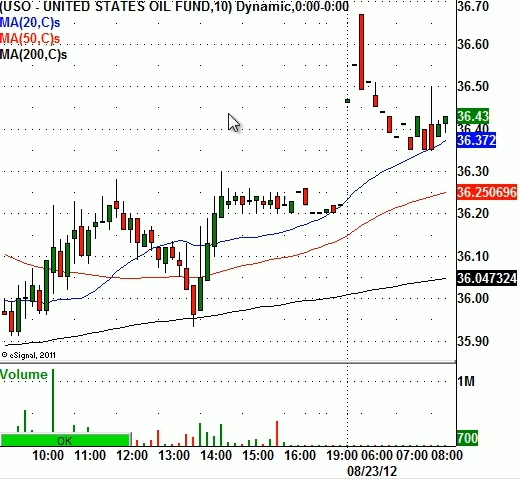 (USO - UNITED STATES OIL FUND,10) Dynamic,0:00-0:00
MA(20,C)s
MA(50,C)s
MA(200,C)s
36.70
36.60
36.50
36.43
36.40
36.372
36.30
36.250696
36.20
36.10
36.047324
36.00
35.90
© eSignal, 2011
Volume
1M
700
OK
10:00 11:00 12:00 13:00 14:00 15:00 16:00 19:00 06:00 07:00 08:00
08/23/12